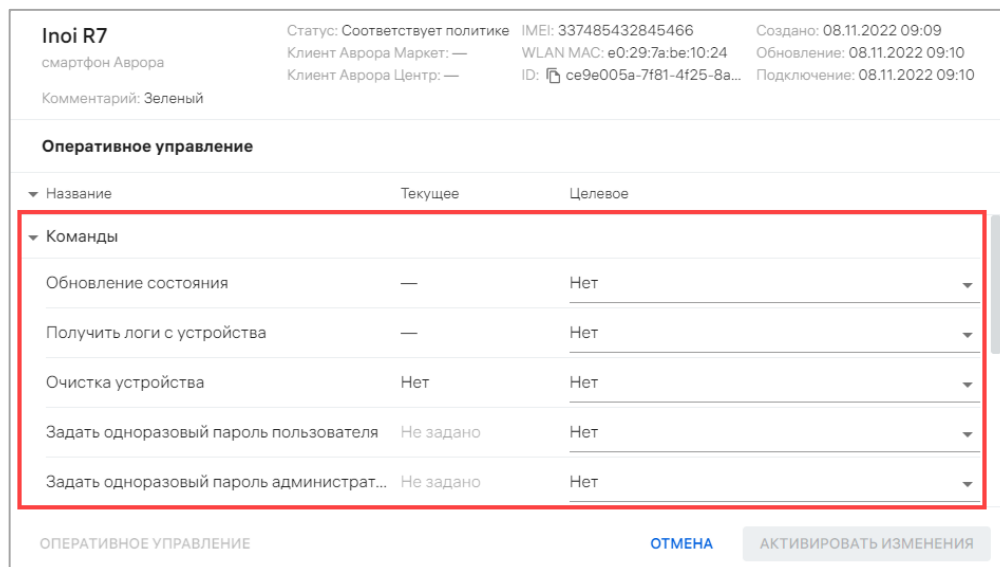 Inoi R7
смартфон Аврора
Комментарий: Зеленый
Статус: Соответствует политике
Клиент Аврора Маркет: —
Клиент Аврора Центр: —
IMEI: 337485432845466
WLAN MAC: e0:29:7a:be:10:24
ID: ce9e005a-7f81-4f25-8a...
Создано: 08.11.2022 09:09
Обновление: 08.11.2022 09:10
Подключение: 08.11.2022 09:10
Оперативное управление
Название Текущее Целевое
Команды
Обновление состояния — Нет
Получить логи с устройства — Нет
Очистка устройства Нет Нет
Задать одноразовый пароль пользователя Не задано Нет
Задать одноразовый пароль администрат... Не задано Нет
ОПЕРАТИВНОЕ УПРАВЛЕНИЕ ОТМЕНА АКТИВИРОВАТЬ ИЗМЕНЕНИЯ